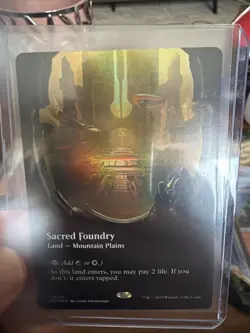 Sacred Foundry
Land — Mountain Plains
: Add or .)
As this land enters, you may pay 2 life. If you
don't, it enters tapped.